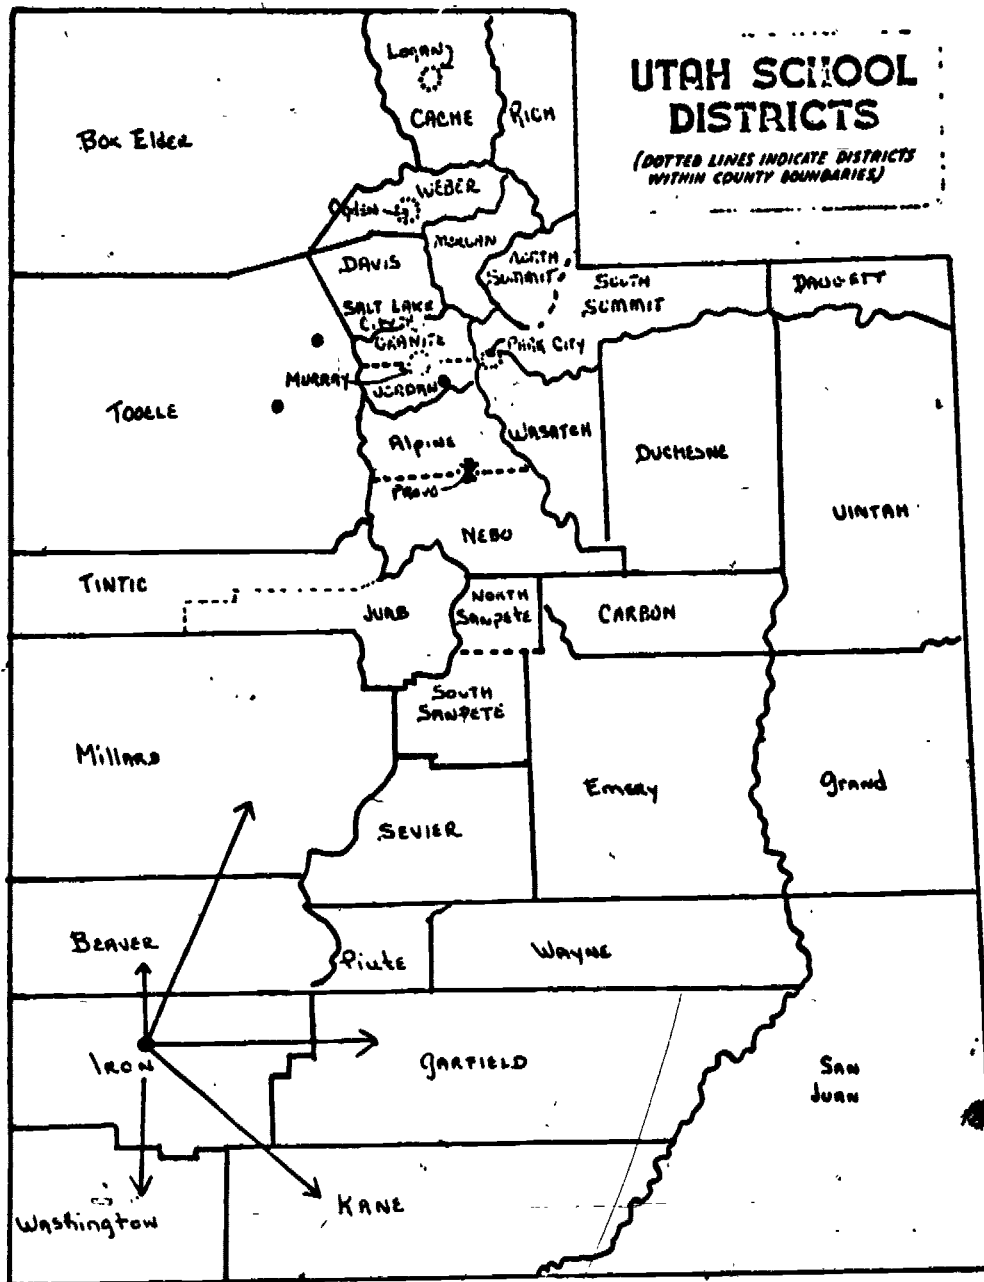 UTAH SCHOOL
DISTRICTS
(DOTTED LINES INDICATE DISTRICTS
WITHIN COUNTY BOUNDARIES)
LOGAN
CACHE
RICH
BOX ElDER
WEBER
OGDEN
MORGAN
DAVIS
NORTH
SUMMIT
SOUTH
SUMMIT
DAGGETT
SALT LAKE
CITY
GRANITE
PARK CITY
MURRAY
JORDAN
TOOELE
Alpine
WASATCH
DUCHESNE
PROVO
UINTAH
NEBO
TINTIC
JUAB
NORTH
SANPETE
CARBON
SOUTH
SANPETE
MillARD
EmERy
gRAND
SEVIER
BEAVER
PiutE
WAYNE
IRON
gARFIELD
SAN
JUAN
KANE
WAshington